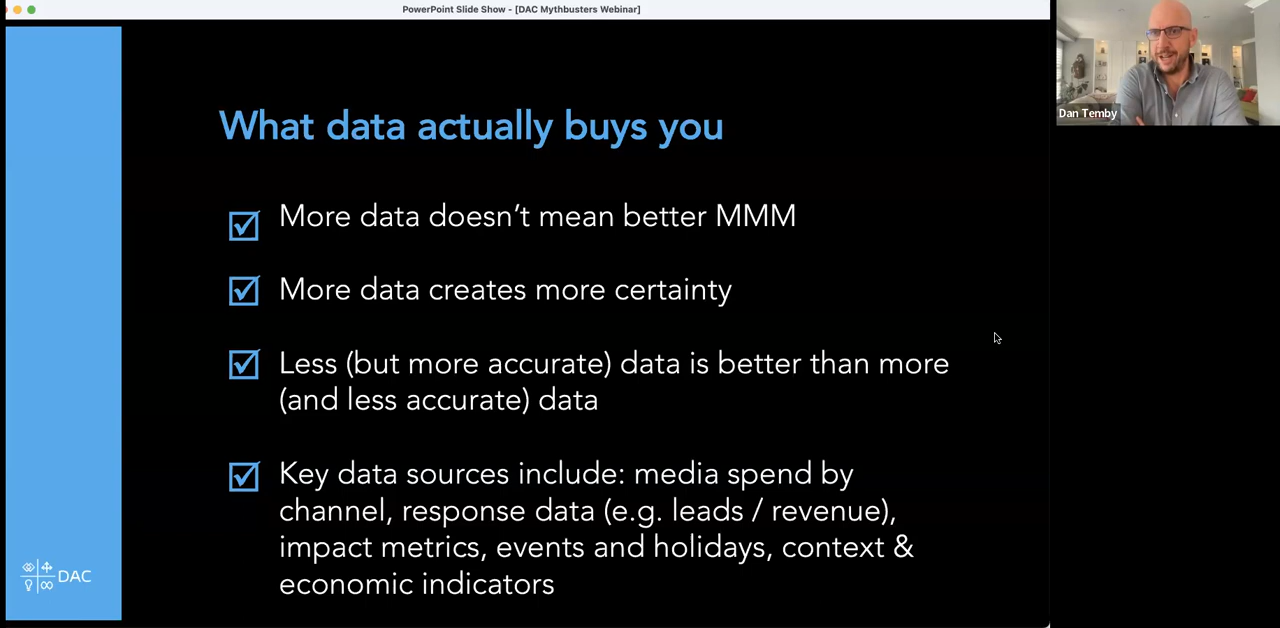 PowerPoint Slide Show - [DAC Mythbusters Webinar]
What data actually buys you
More data doesn’t mean better MMM
More data creates more certainty
Less (but more accurate) data is better than more
(and less accurate) data
Key data sources include: media spend by
channel, response data (e.g. leads / revenue),
impact metrics, events and holidays, context &
economic indicators
DAC
Dan Temby